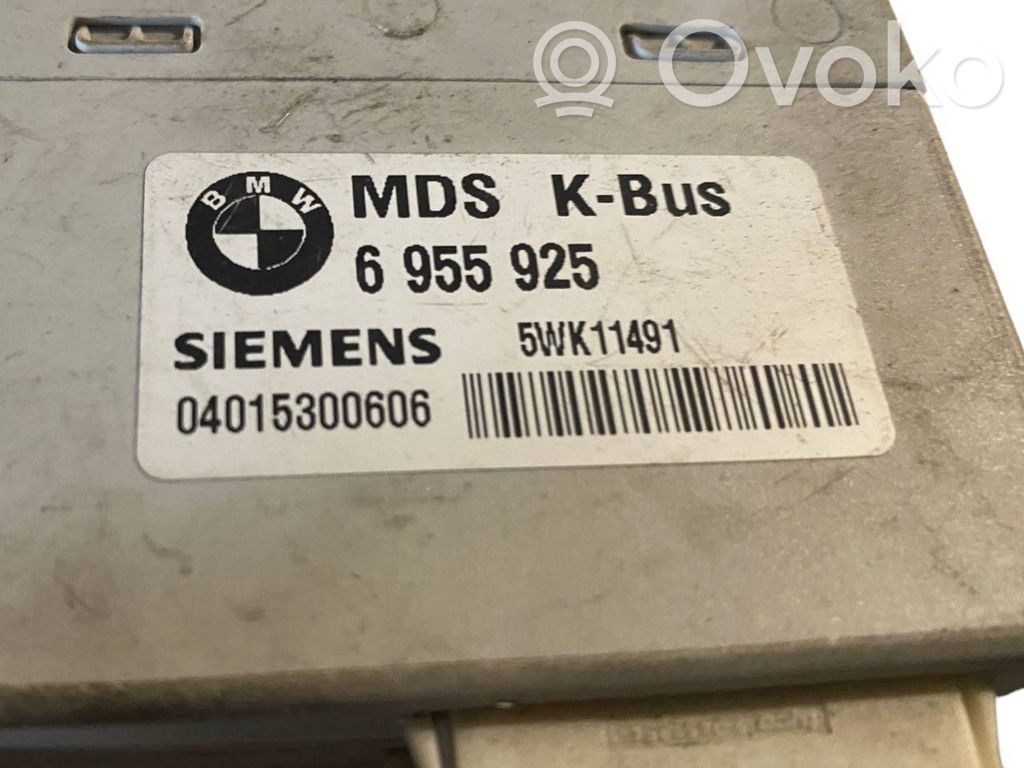 Ovoko
BMW
MDS K-Bus
6 955 925
SIEMENS 5WK11491
04015300606